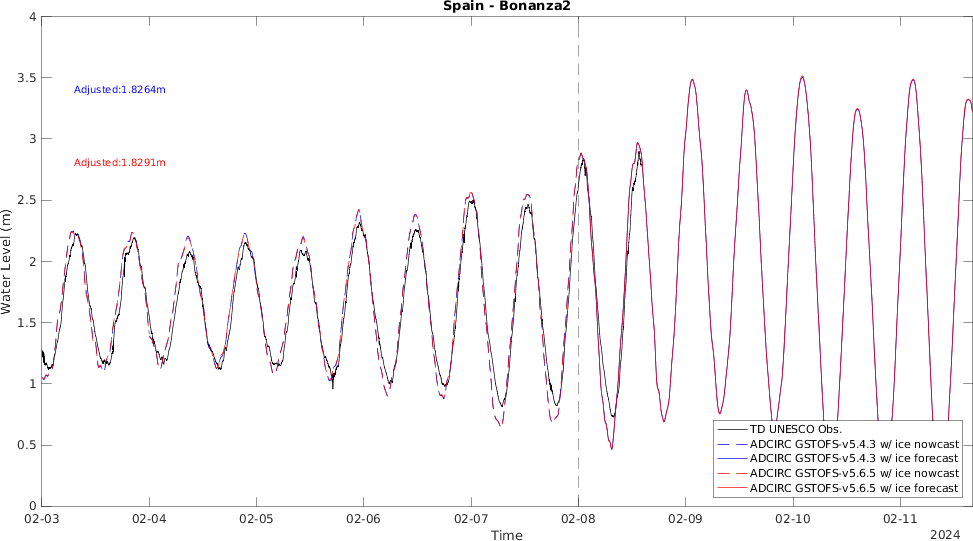 Spain - Bonanza2
4
3.5
3
2.5
2
1.5
1
0.5
0
Water Level (m)
Adjusted:1.8264m
Adjusted:1.8291m
TD UNESCO Obs.
ADCIRC GSTOFS-v5.4.3 w/ ice nowcast
ADCIRC GSTOFS-v5.4.3 w/ ice forecast
ADCIRC GSTOFS-v5.6.5 w/ ice nowcast
ADCIRC GSTOFS-v5.6.5 w/ ice forecast
02-03 02-04 02-05 02-06 02-07 02-08 02-09 02-10 02-11
2024
Time